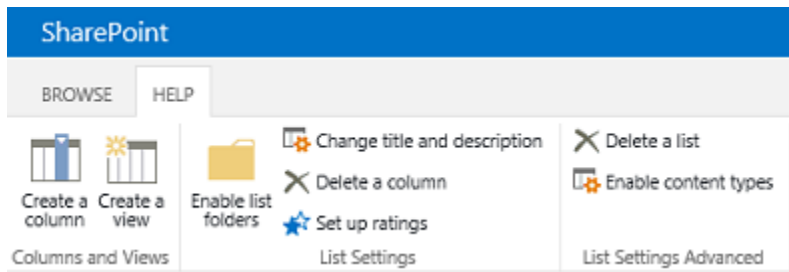 SharePoint
BROWSE HELP
Create a
column
Create a
view
Enable list
folders
Change title and description
Delete a column
Set up ratings
Delete a list
Enable content types
Columns and Views
List Settings
List Settings Advanced